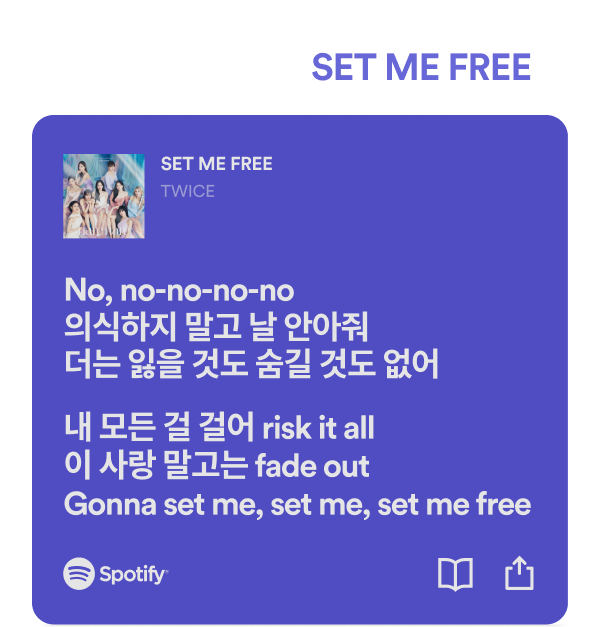 SET ME FREE
SET ME FREE
TWICE
No, no-no-no-no
의식하지 말고 날 안아줘
더는 잃을 것도 숨길 것도 없어
내 모든 걸 걸어 risk it all
이 사랑 말고는 fade out
Gonna set me, set me, set me free
Spotify